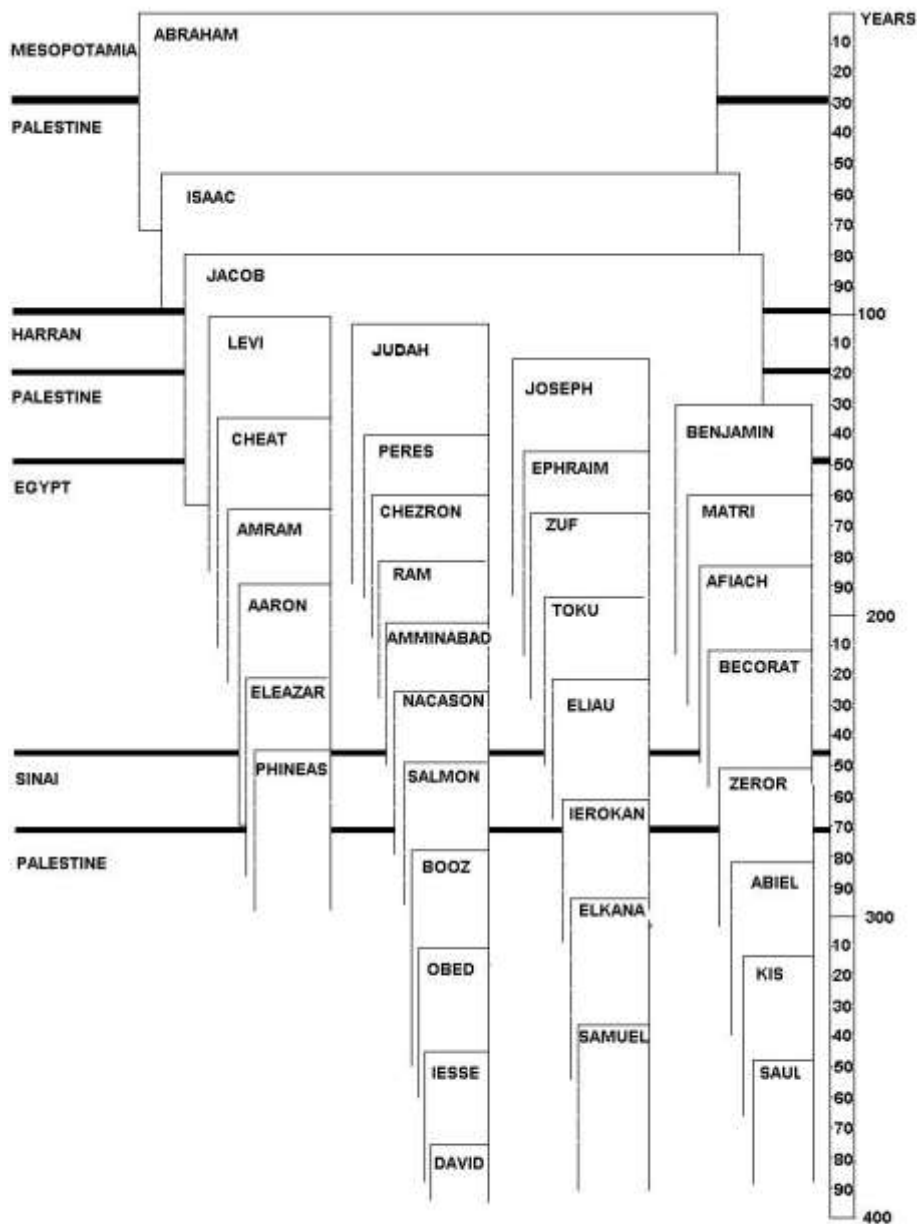 YEARS
ABRAHAM
MESOPOTAMIA
10
20
30
PALESTINE
40
50
60
ISAAC
70
80
JACOB
90
100
HARRAN
LEVI
JUDAH
10
20
PALESTINE
JOSEPH
30
BENJAMIN
CHEAT
40
PERES
EPHRAIM
50
EGYPT
60
CHEZRON
MATRI
AMRAM
ZUF
70
RAM
80
AFIACH
90
AARON
TOKU
200
AMMINABAD
10
BECORAT
20
ELEAZAR
NACASON
ELIAU
30
40
SINAI
PHINEAS
SALMON
50
ZEROR
60
IEROKAN
70
PALESTINE
BOOZ
80
ABIEL
90
ELKANA
300
10
OBED
KIS
20
30
SAMUEL
40
IESSE
50
SAUL
60
70
DAVID
80
90
400